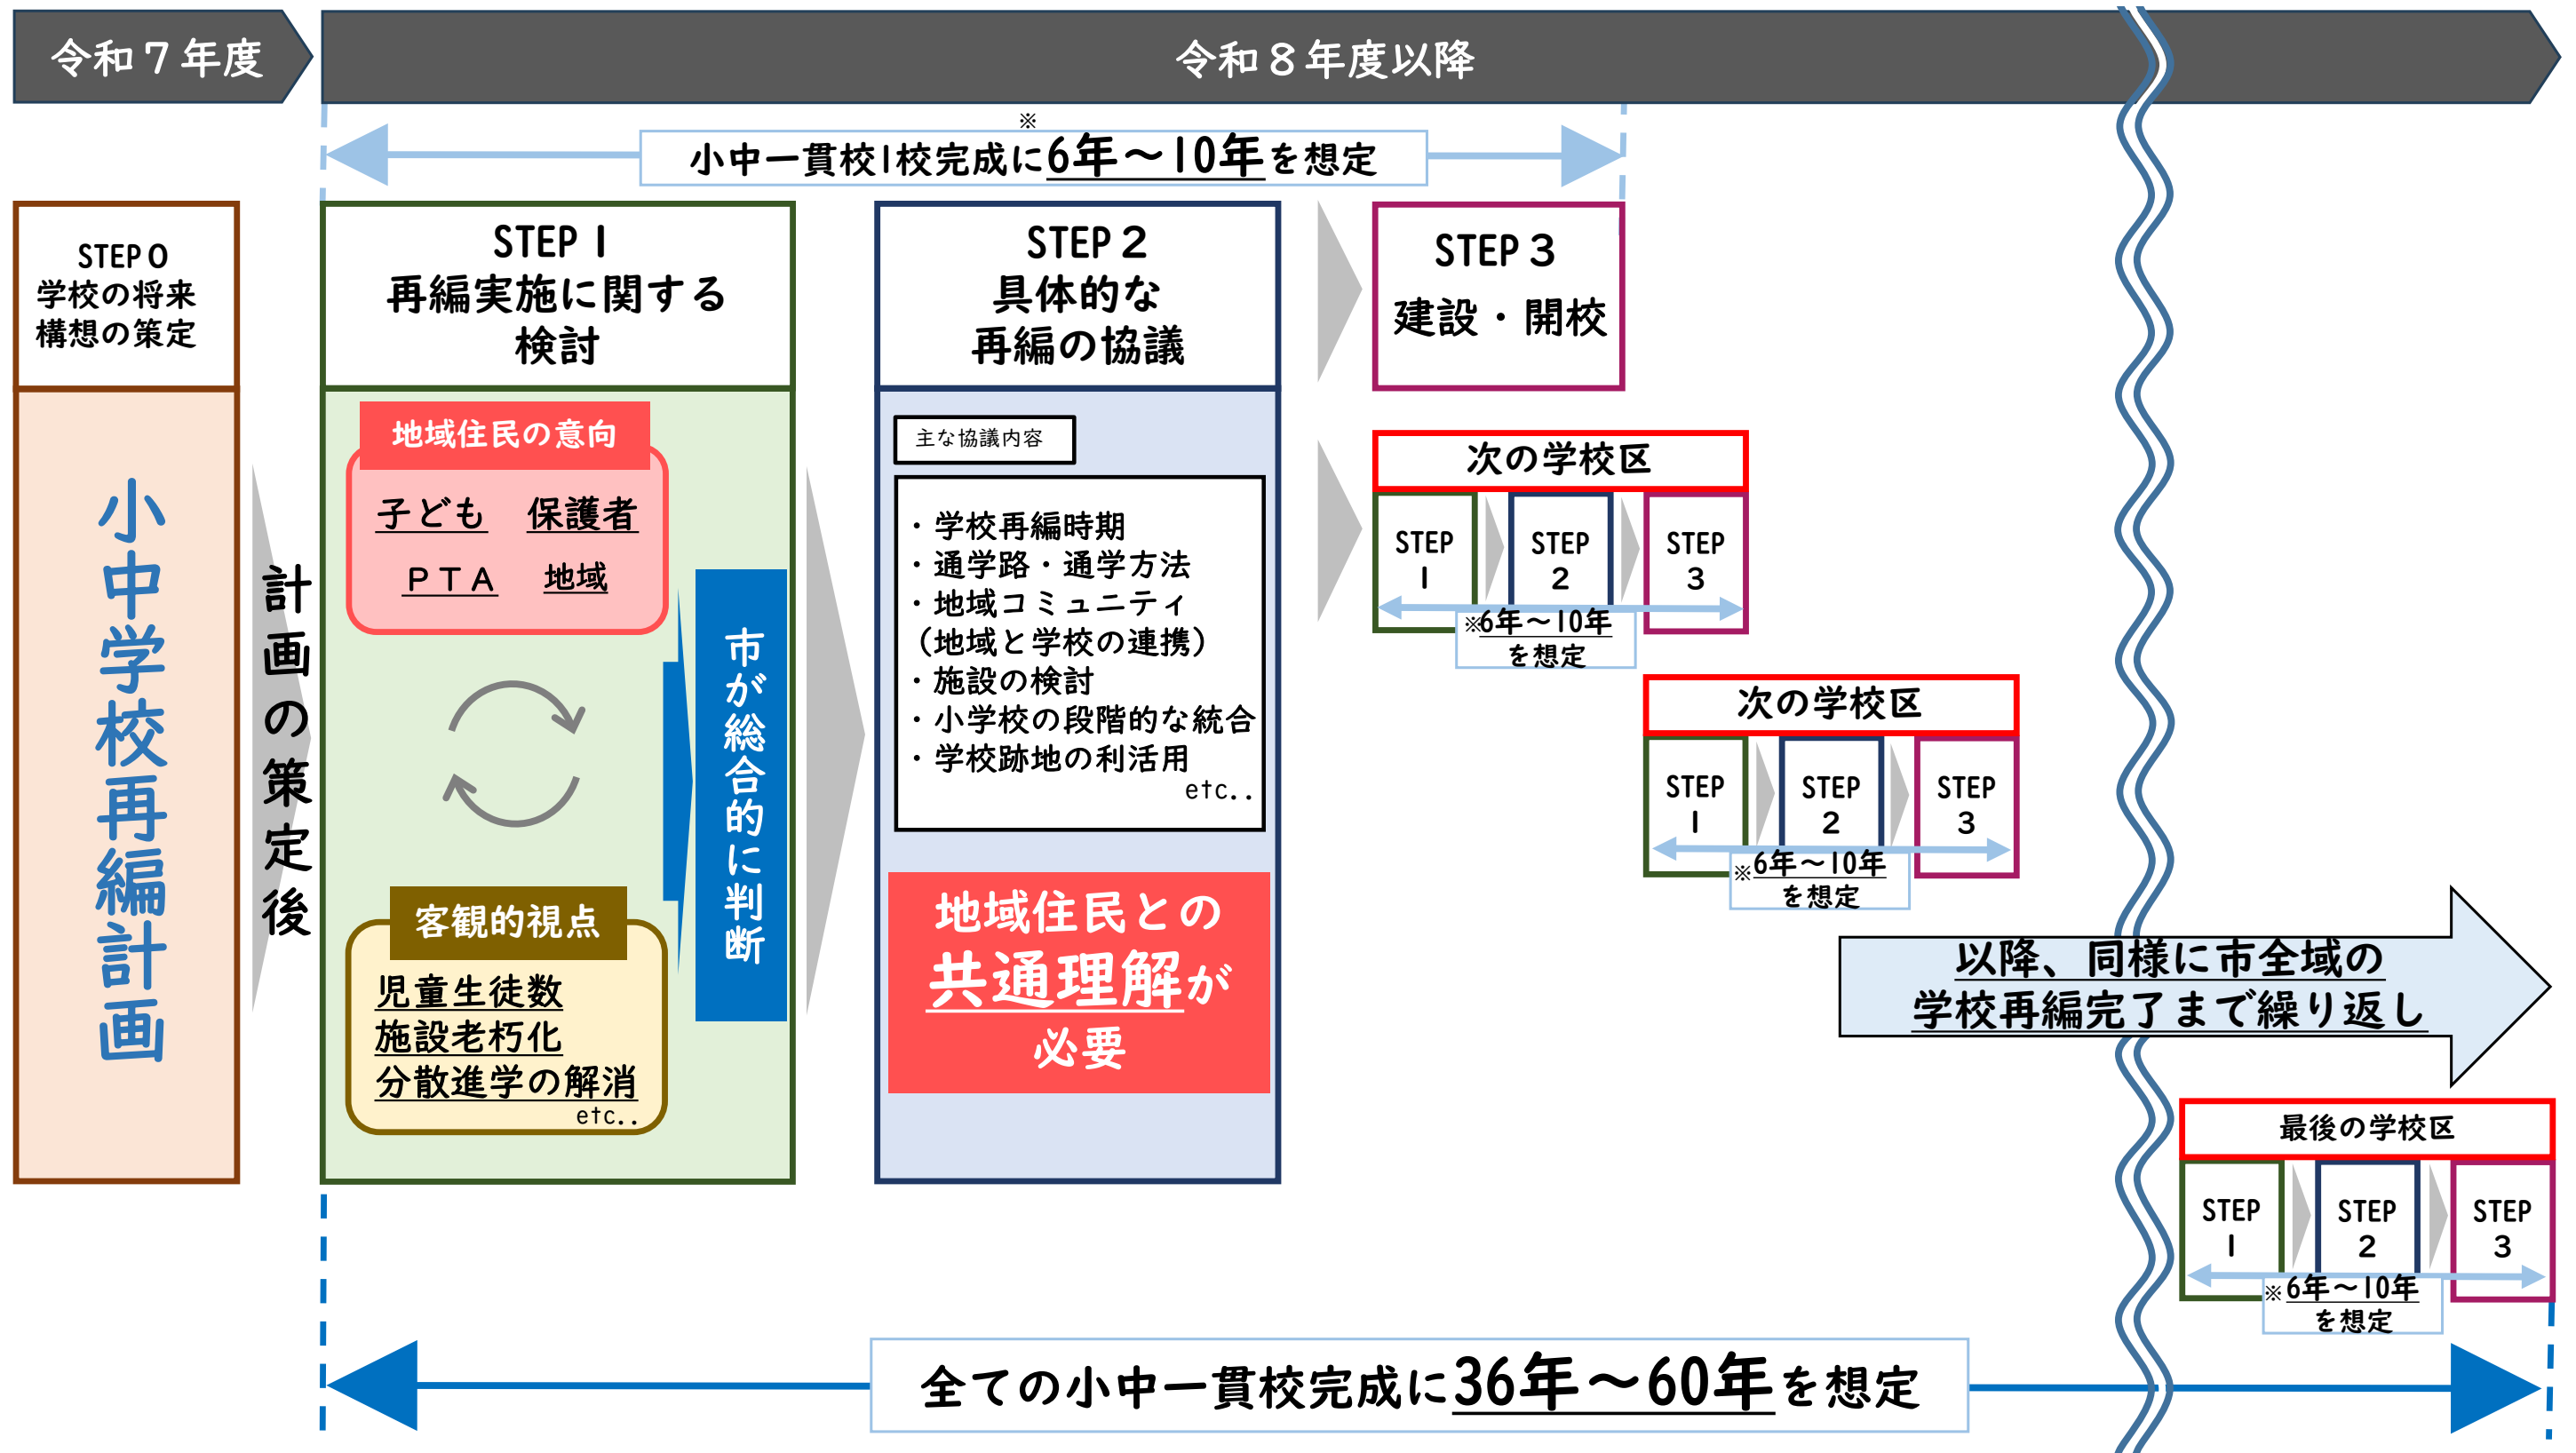 令和７年度
令和８年度以降
※
小中一貫校1校完成に6年～10年を想定
STEP０
学校の将来
構想の策定
小中学校再編計画
計画の策定後
STEP１
再編実施に関する
検討
地域住民の意向
子ども　保護者
ＰＴＡ　地域
客観的視点
児童生徒数
施設老朽化
分散進学の解消
etc..
市が総合的に判断
STEP２
具体的な
再編の協議
主な協議内容
・学校再編時期
・通学路・通学方法
・地域コミュニティ
（地域と学校の連携）
・施設の検討
・小学校の段階的な統合
・学校跡地の利活用
etc..
地域住民との
共通理解が
必要
STEP３
建設・開校
次の学校区
STEP
1
STEP
2
STEP
3
※6年～10年
を想定
次の学校区
STEP
1
STEP
2
STEP
3
※6年～10年
を想定
以降、同様に市全域の
学校再編完了まで繰り返し
最後の学校区
STEP
1
STEP
2
STEP
3
※6年～10年
を想定
全ての小中一貫校完成に36年～60年を想定